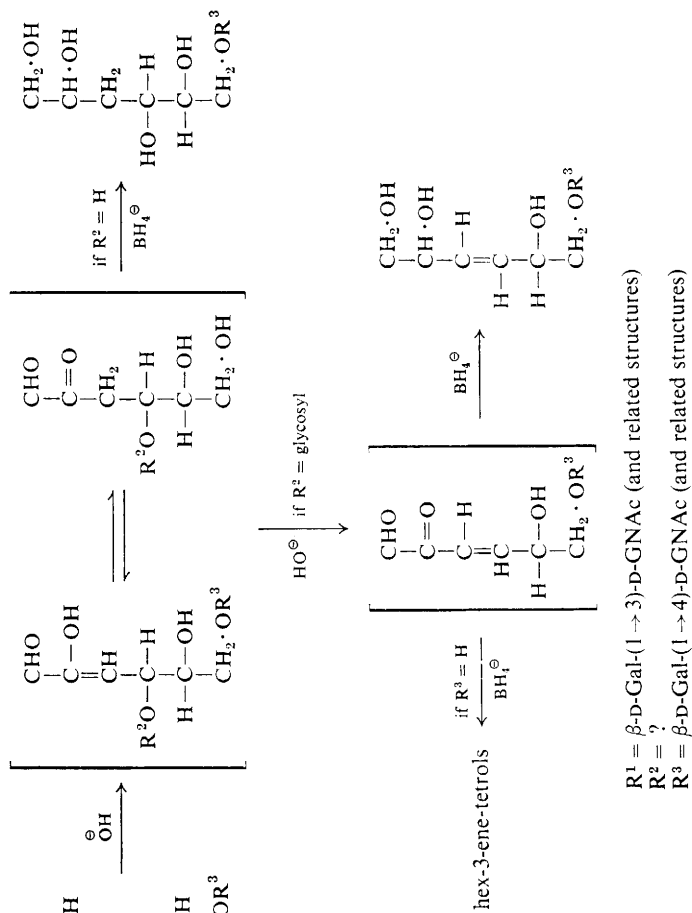 H
H
OR³
⊖
OH
CHO
C—OH
CH
R²O—C—H
H—C—OH
CH₂·OR³
CHO
C=O
CH₂
R²O—C—H
H—C—OH
CH₂·OH
if R² = H
BH₄⊖
CH₂·OH
CH·OH
CH₂
HO—C—H
H—C—OH
CH₂·OR³
HO⊖
if R² = glycosyl
hex-3-ene-tetrols
if R³ = H
BH₄⊖
CHO
C=O
C—H
H—C
H—C—OH
CH₂·OR³
BH₄⊖
CH₂·OH
CH·OH
C—H
H—C
H—C—OH
CH₂·OR³
R¹ = β-D-Gal-(1 → 3)-D-GNAc (and related structures)
R² = ?
R³ = β-D-Gal-(1 → 4)-D-GNAc (and related structures)